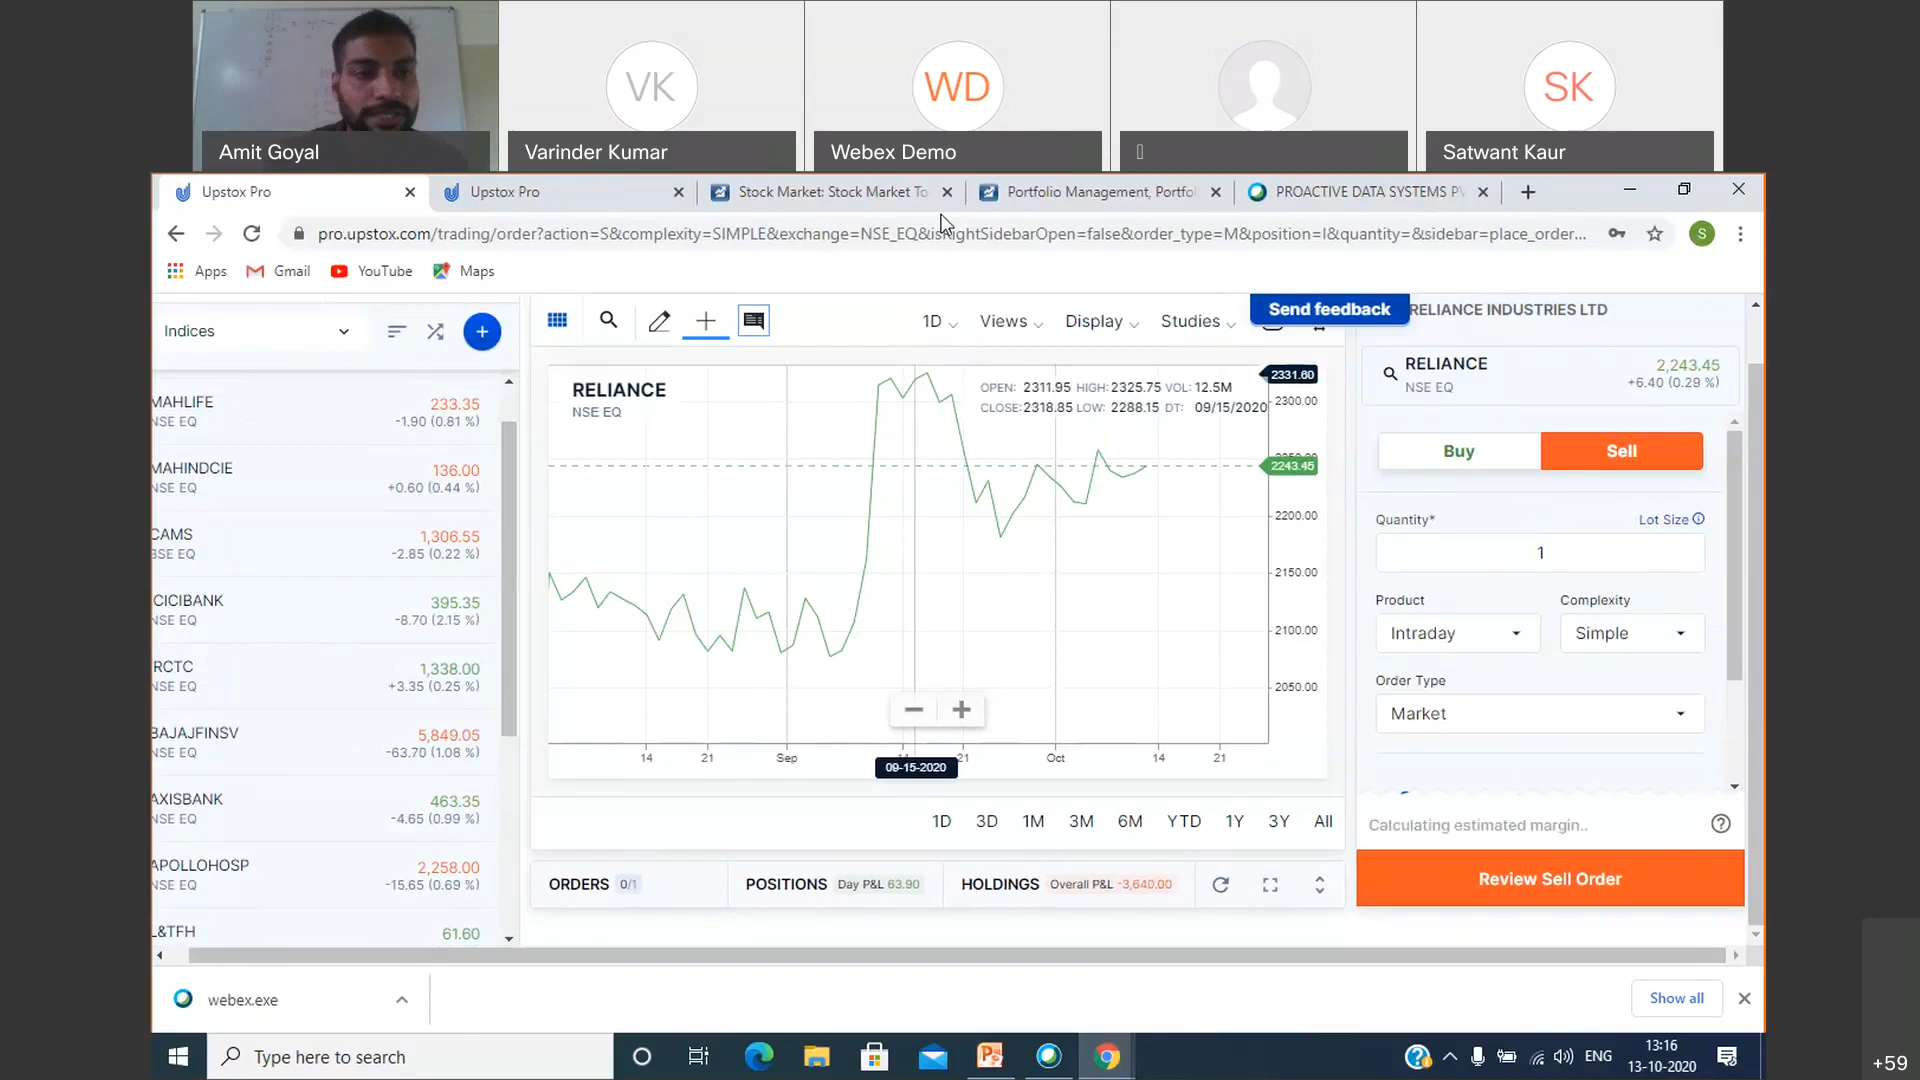 VK
WD
SK
Amit Goyal
Varinder Kumar
Webex Demo
Satwant Kaur
Upstox Pro
Upstox Pro
Stock Market: Stock Market To
Portfolio Management, Portfo
PROACTIVE DATA SYSTEMS PV
pro.upstox.com/trading/order?action=S&complexity=SIMPLE&exchange=NSE_EQ&isRightSidebarOpen=false&order_type=M&position=I&quantity=&sidebar=place_order...
S
Apps
Gmail
YouTube
Maps
Indices
1D
Views
Display
Studies
Send feedback
RELIANCE INDUSTRIES LTD
MAHLIFE 233.35
NSE EQ -1.90 (0.81 %)
MAHINDCIE 136.00
NSE EQ +0.60 (0.44 %)
CAMS 1,306.55
BSE EQ -2.85 (0.22 %)
CICIBANK 395.35
NSE EQ -8.70 (2.15 %)
RCTC 1,338.00
NSE EQ +3.35 (0.25 %)
BAJAJFINSV 5,849.05
NSE EQ -63.70 (1.08 %)
AXISBANK 463.35
NSE EQ -4.65 (0.99 %)
APOLLOHOSP 2,258.00
NSE EQ -15.65 (0.69 %)
L&TFH 61.60
RELIANCE
NSE EQ
OPEN: 2311.95 HIGH: 2325.75 VOL: 12.5M
CLOSE: 2318.85 LOW: 2288.15 DT: 09/15/2020
2331.60
2300.00
2243.45
2200.00
2150.00
2100.00
2050.00
14 21 Sep 14 21 Oct 14 21
09-15-2020
1D 3D 1M 3M 6M YTD 1Y 3Y All
ORDERS 0/1
POSITIONS Day P&L 63.90
HOLDINGS Overall P&L -3,640.00
RELIANCE 2,243.45
NSE EQ +6.40 (0.29 %)
Buy
Sell
Quantity* Lot Size
1
Product
Complexity
Intraday
Simple
Order Type
Market
Calculating estimated margin..
Review Sell Order
webex.exe
Show all
Type here to search
ENG
13:16
13-10-2020
+59